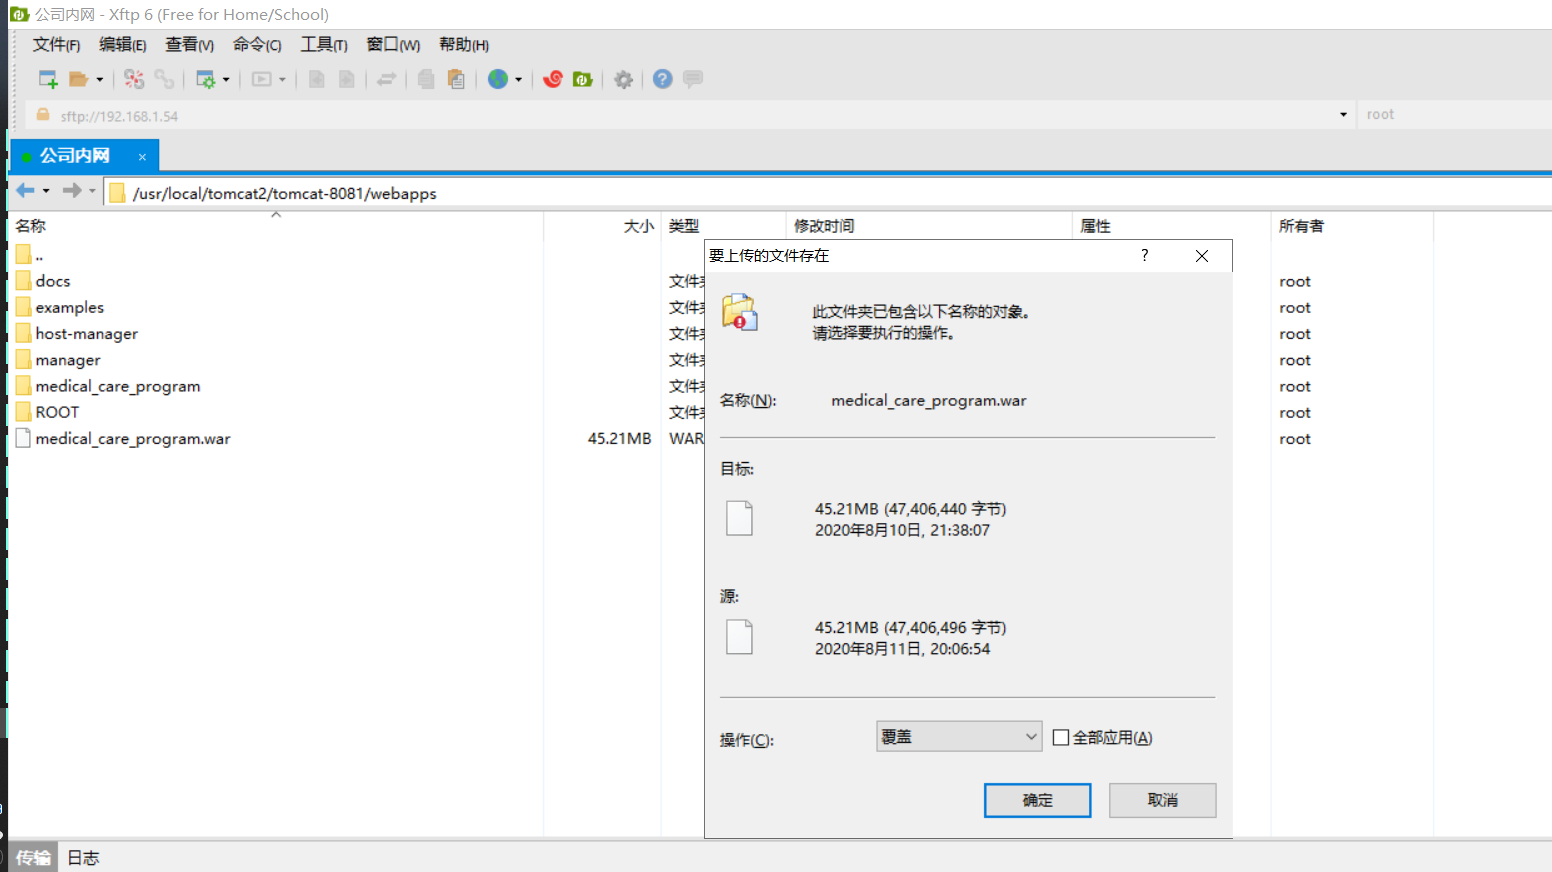 公司内网 - Xftp 6 (Free for Home/School)
文件(F) 编辑(E) 查看(V) 命令(C) 工具(T) 窗口(W) 帮助(H)
sftp://192.168.1.54 root
公司内网 ×
/usr/local/tomcat2/tomcat-8081/webapps
名称 大小 类型 修改时间 属性 所有者
..
docs 文件夹 root
examples 文件夹 root
host-manager 文件夹 root
manager 文件夹 root
medical_care_program 文件夹 root
ROOT 文件夹 root
medical_care_program.war 45.21MB WAR root
要上传的文件存在 ?
此文件夹已包含以下名称的对象。
请选择要执行的操作。
名称(N): medical_care_program.war
目标:
45.21MB (47,406,440 字节)
2020年8月10日, 21:38:07
源:
45.21MB (47,406,496 字节)
2020年8月11日, 20:06:54
操作(C): 覆盖 全部应用(A)
确定 取消
传输 日志